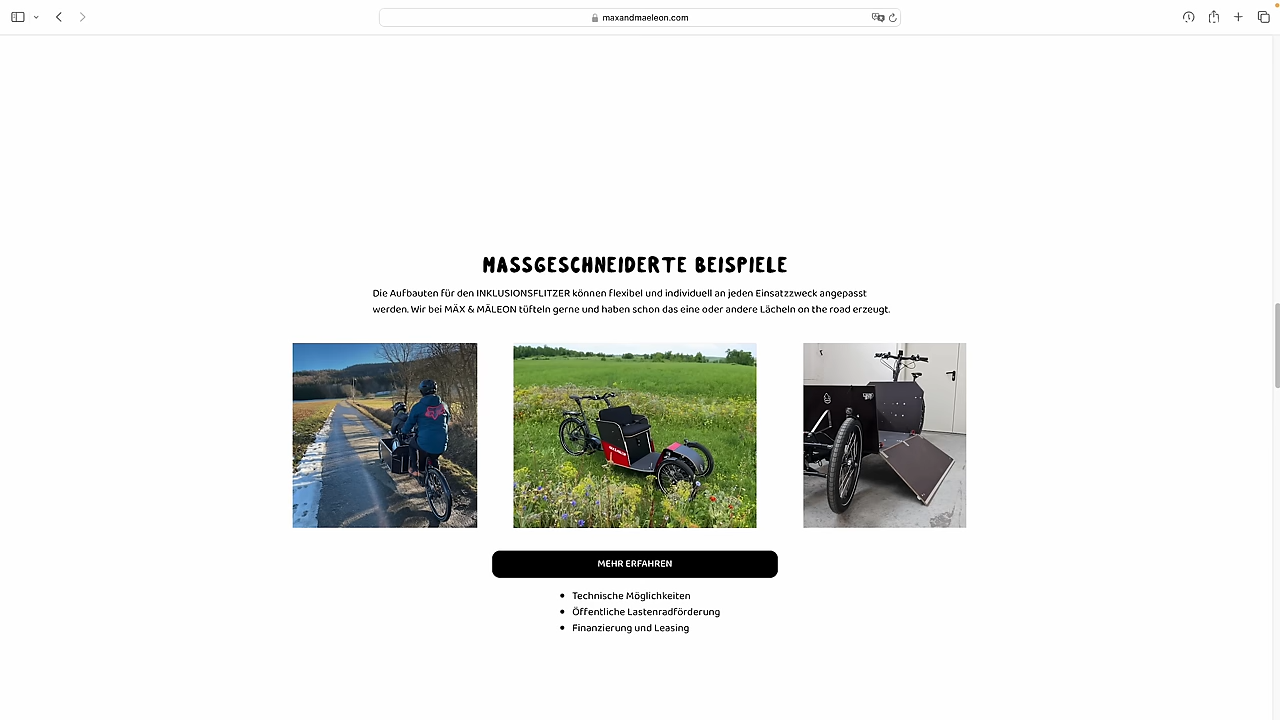 maxandmaeleon.com
MASSGESCHNEIDERTE BEISPIELE
Die Aufbauten für den INKLUSIONSFLITZER können flexibel und individuell an jeden Einsatzzweck angepasst
werden. Wir bei MÄX & MÄLEON tüfteln gerne und haben schon das eine oder andere Lächeln on the road erzeugt.
MEHR ERFAHREN
Technische Möglichkeiten
Öffentliche Lastenradförderung
Finanzierung und Leasing